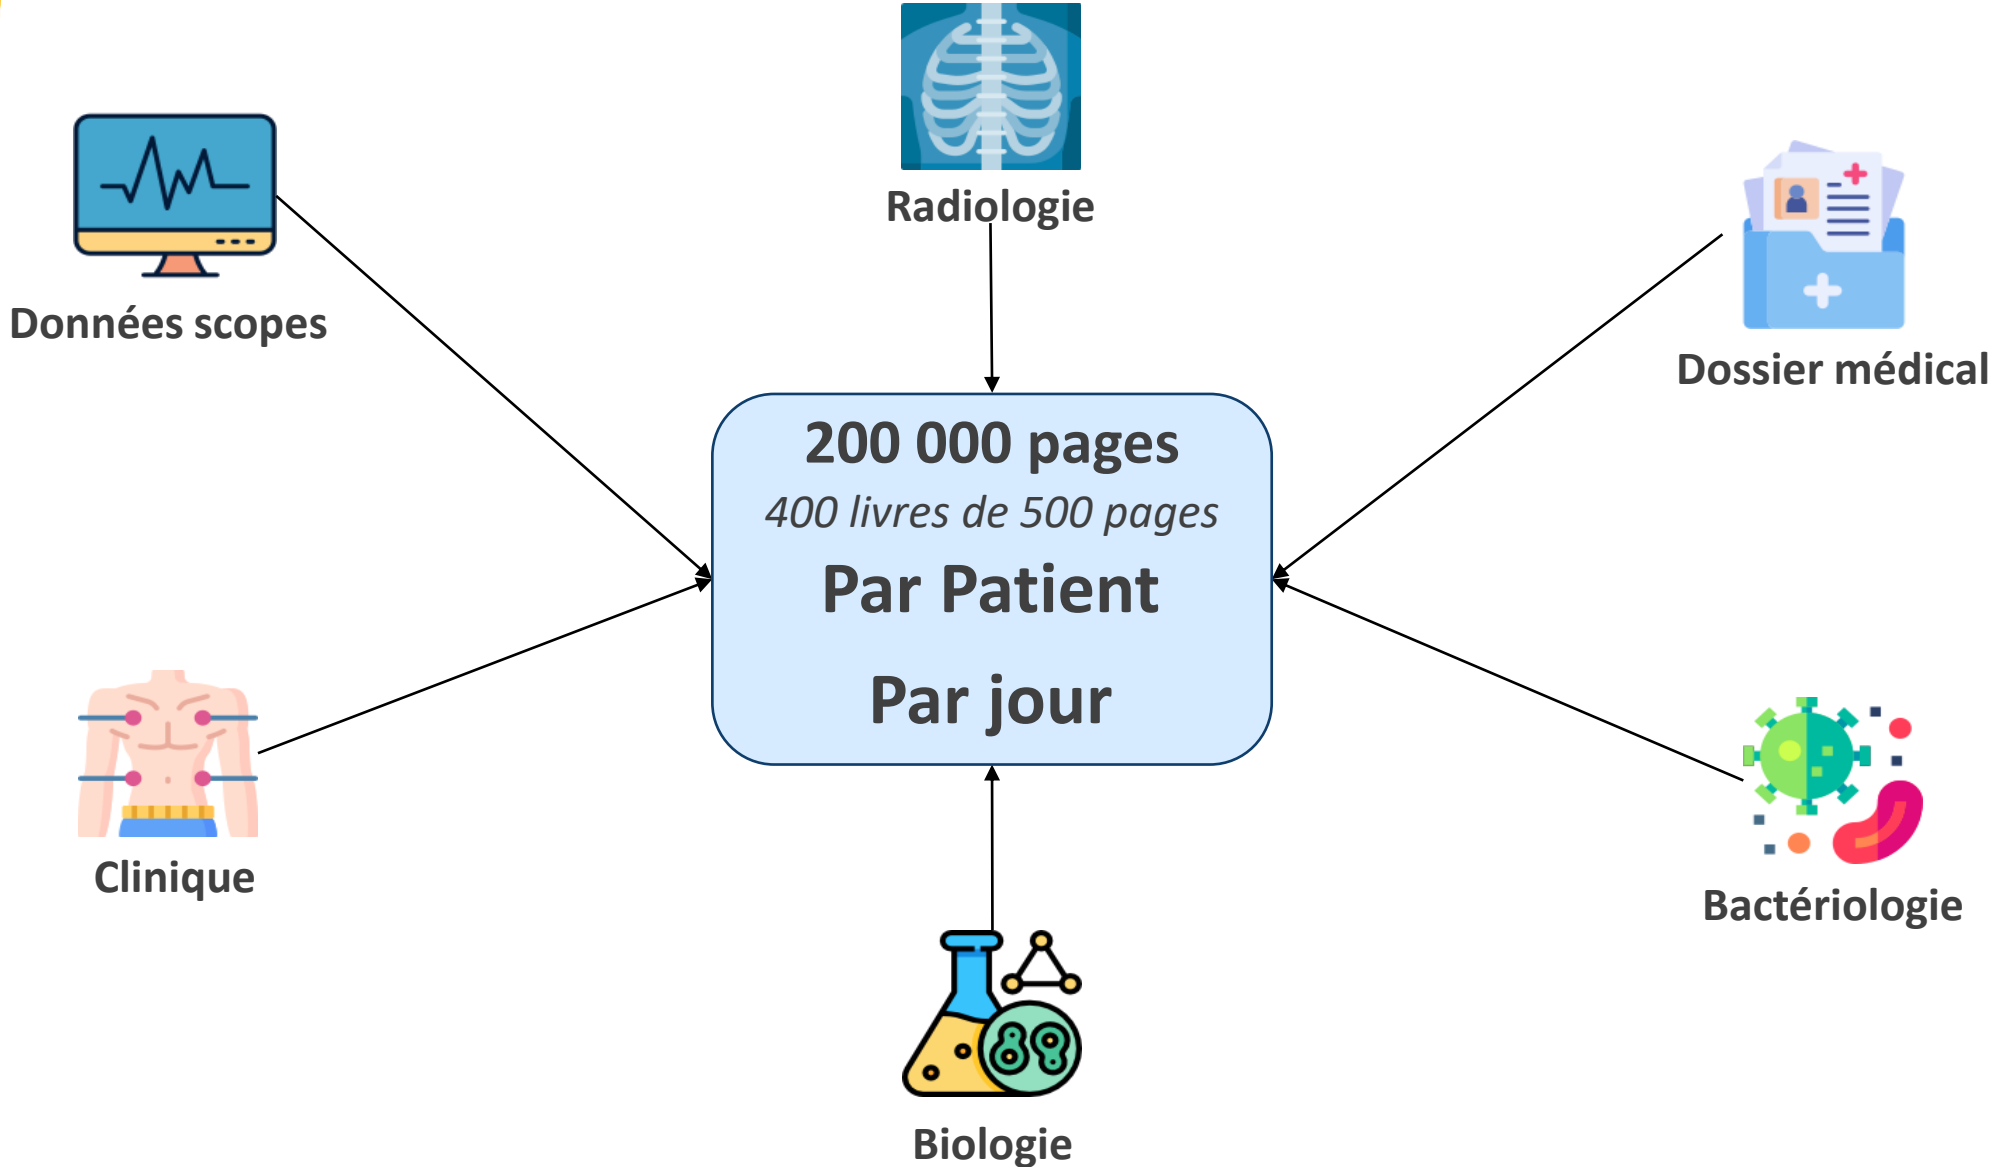 Radiologie
Données scopes
Dossier médical
200 000 pages
400 livres de 500 pages
Par Patient
Par jour
Clinique
Bactériologie
Biologie